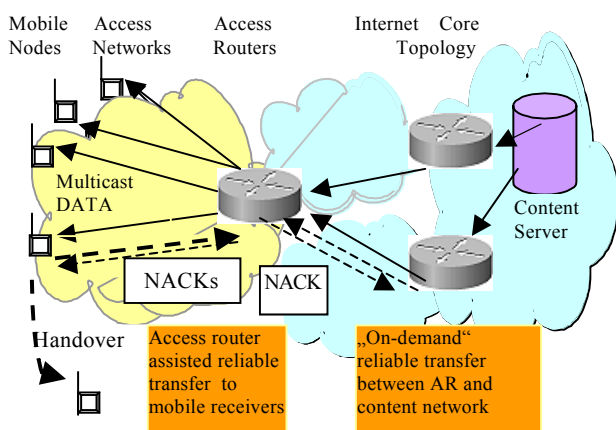 Mobile
Nodes
Access
Networks
Access
Routers
Internet Core
Topology
Multicast
DATA
Content
Server
NACKs
NACK
Handover
Access router
assisted reliable
transfer to
mobile receivers
„On-demand“
reliable transfer
between AR and
content network